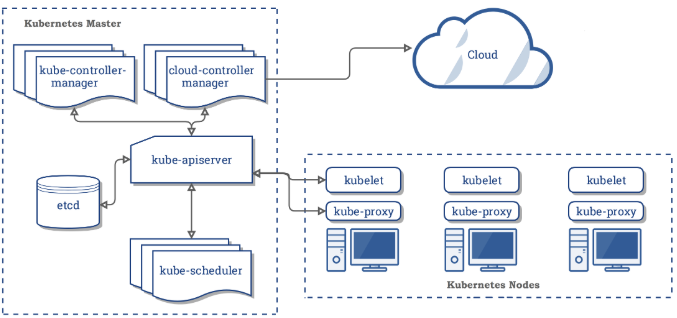 Kubernetes Master
kube-controller-
manager
cloud-controller
manager
Cloud
kube-apiserver
etcd
kube-scheduler
kubelet
kubelet
kubelet
kube-proxy
kube-proxy
kube-proxy
Kubernetes Nodes